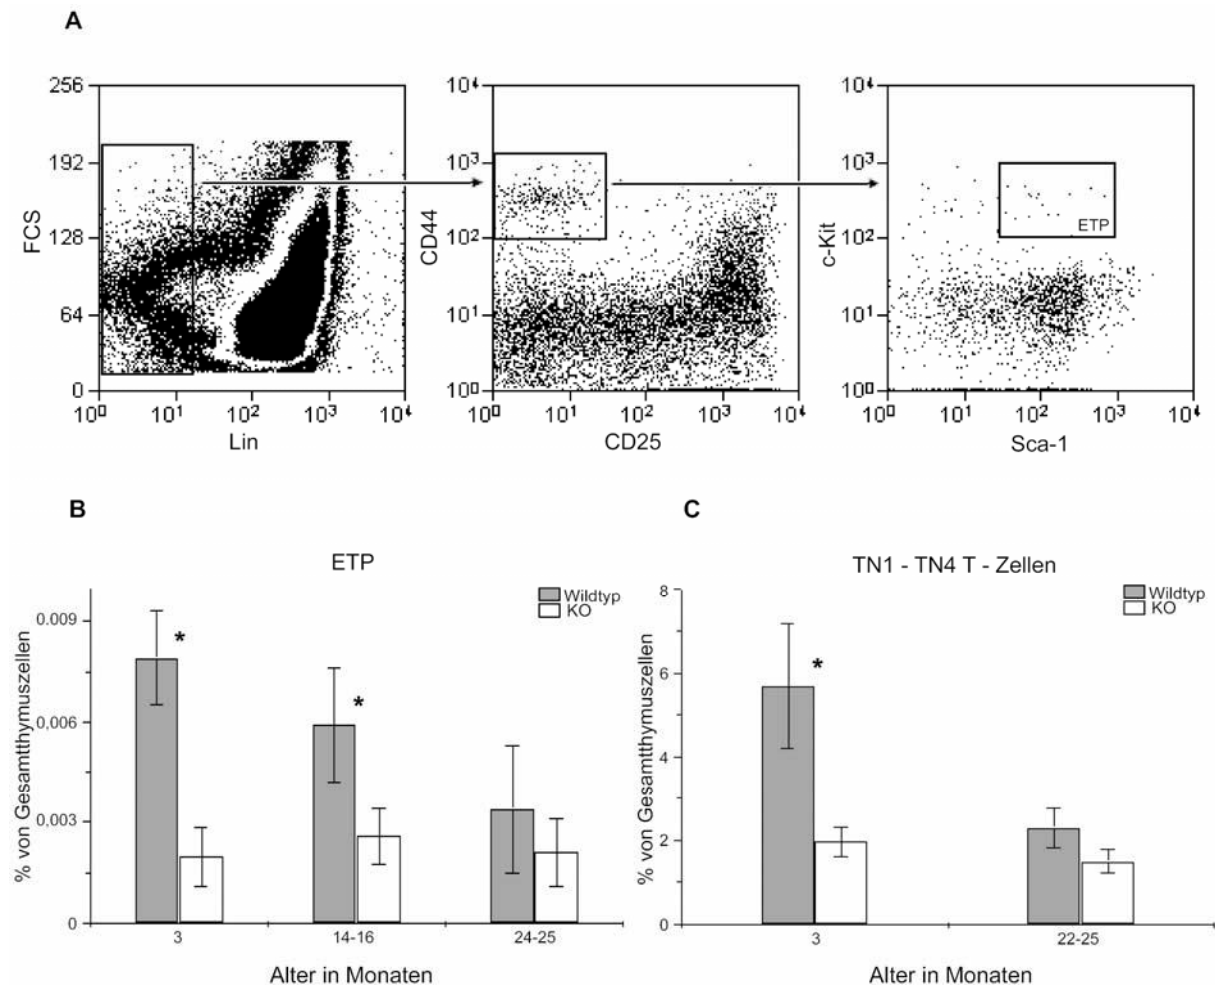 A
256
192
128
64
0
FCS
10⁰ 10¹ 10² 10³ 10⁴
Lin
10⁴
10³
10²
10¹
10⁰
CD44
10⁰ 10¹ 10² 10³ 10⁴
CD25
10⁴
10³
10²
10¹
10⁰
c-Kit
ETP
10⁰ 10¹ 10² 10³ 10⁴
Sca-1
B
ETP
Wildtyp
KO
% von Gesamtthymuszellen
0.009
0,006
0.003
0
*
*
3 14-16 24-25
Alter in Monaten
C
TN1 - TN4 T - Zellen
Wildtyp
KO
% von Gesamtthymuszellen
8
6
4
2
0
*
3 22-25
Alter in Monaten